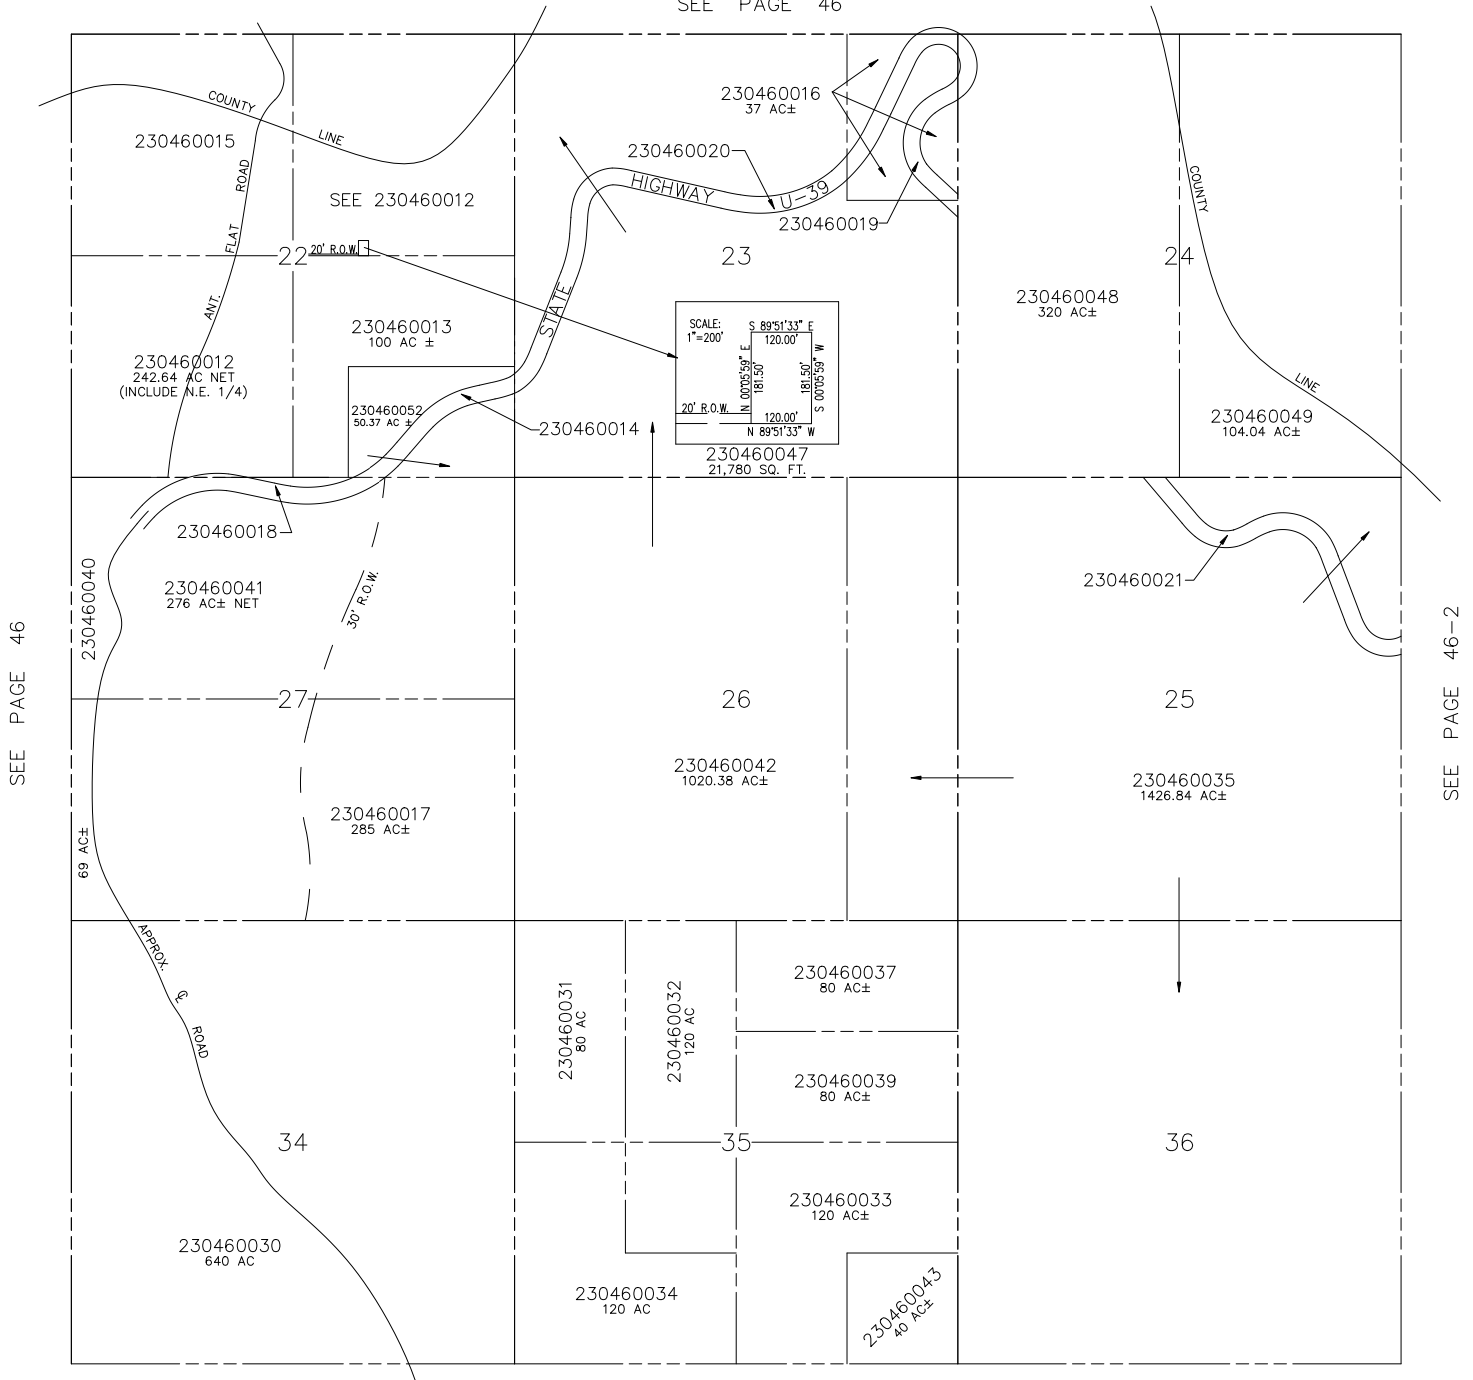 SEE PAGE 46
COUNTY LINE
230460015
ANT. FLAT ROAD
SEE 230460012
22
20' R.O.W.
230460013
100 AC ±
230460012
242.64 AC NET
(INCLUDE N.E. 1/4)
230460052
50.37 AC ±
230460014
STATE HIGHWAY U-39
230460020
230460016
37 AC±
230460019
23
SCALE:
1"=200'
S 89°51'33" E
120.00'
N 00°05'59" E
181.50'
181.50'
S 00°05'59" W
20' R.O.W.
120.00'
N 89°51'33" W
230460047
21,780 SQ. FT.
24
230460048
320 AC±
COUNTY LINE
230460049
104.04 AC±
230460018
230460040
69 AC±
230460041
276 AC± NET
30' R.O.W.
27
230460017
285 AC±
26
230460042
1020.38 AC±
230460021
25
230460035
1426.84 AC±
SEE PAGE 46
SEE PAGE 46-2
APPROX. ℄ ROAD
34
230460030
640 AC
230460031
80 AC
230460032
120 AC
230460037
80 AC±
230460039
80 AC±
35
230460033
120 AC±
230460034
120 AC
230460043
40 AC±
36